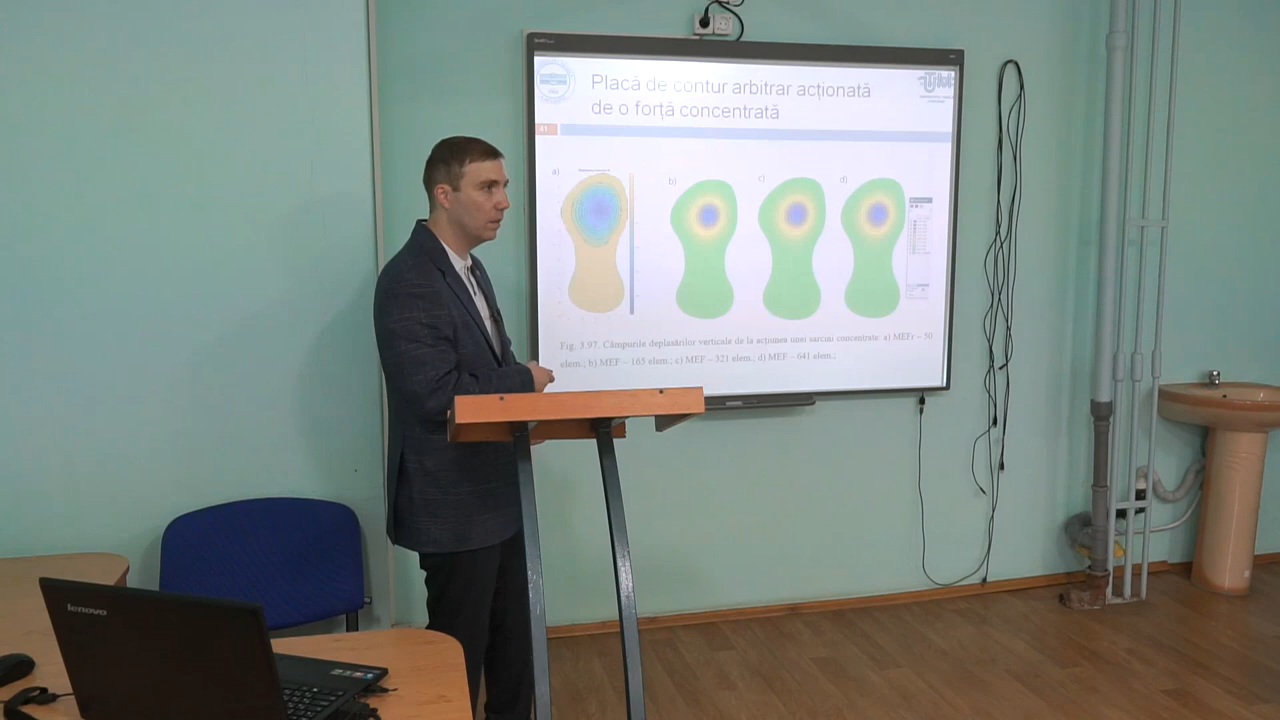 Placă de contur arbitrar acționată
de o forță concentrată
41
a)
b)
c)
d)
Fig. 3.97. Câmpurile deplasărilor verticale de la acțiunea unei sarcini concentrate: a) MEFr – 50
elem.; b) MEF – 165 elem.; c) MEF – 321 elem.; d) MEF – 641 elem.;
lenovo